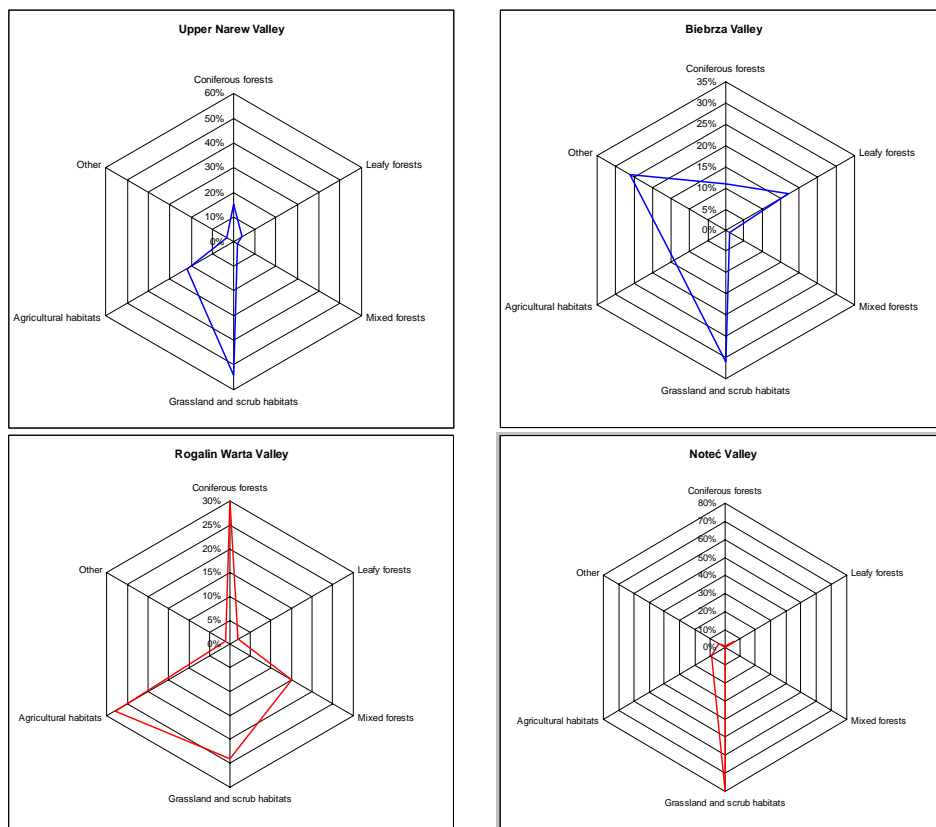 Upper Narew Valley
Coniferous forests
60%
50%
40%
30%
20%
10%
0%
Leafy forests
Mixed forests
Grassland and scrub habitats
Agricultural habitats
Other
Biebrza Valley
Coniferous forests
35%
30%
25%
20%
15%
10%
5%
0%
Leafy forests
Mixed forests
Grassland and scrub habitats
Agricultural habitats
Other
Rogalin Warta Valley
Coniferous forests
30%
25%
20%
15%
10%
5%
0%
Leafy forests
Mixed forests
Grassland and scrub habitats
Agricultural habitats
Other
Noteć Valley
Coniferous forests
80%
70%
60%
50%
40%
30%
20%
10%
0%
Leafy forests
Mixed forests
Grassland and scrub habitats
Agricultural habitats
Other